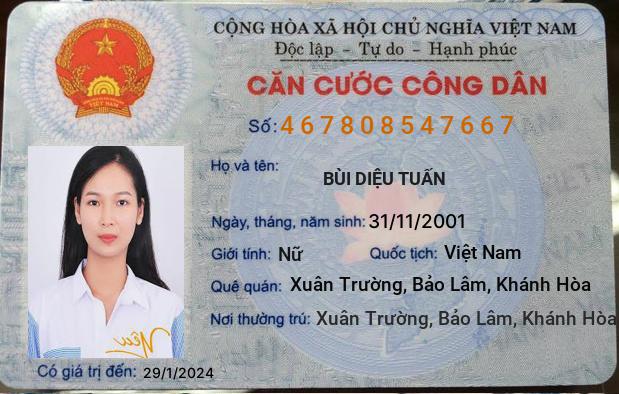 CỘNG HÒA XÃ HỘI CHỦ NGHĨA VIỆT NAM
Độc lập - Tự do - Hạnh phúc
CĂN CƯỚC CÔNG DÂN
Số: 467808547667
Họ và tên:
BÙI DIỆU TUẤN
Ngày, tháng, năm sinh: 31/11/2001
Giới tính: Nữ Quốc tịch: Việt Nam
Quê quán: Xuân Trường, Bảo Lâm, Khánh Hòa
Nơi thường trú: Xuân Trường, Bảo Lâm, Khánh Hòa
Yêu
Có giá trị đến: 29/1/2024